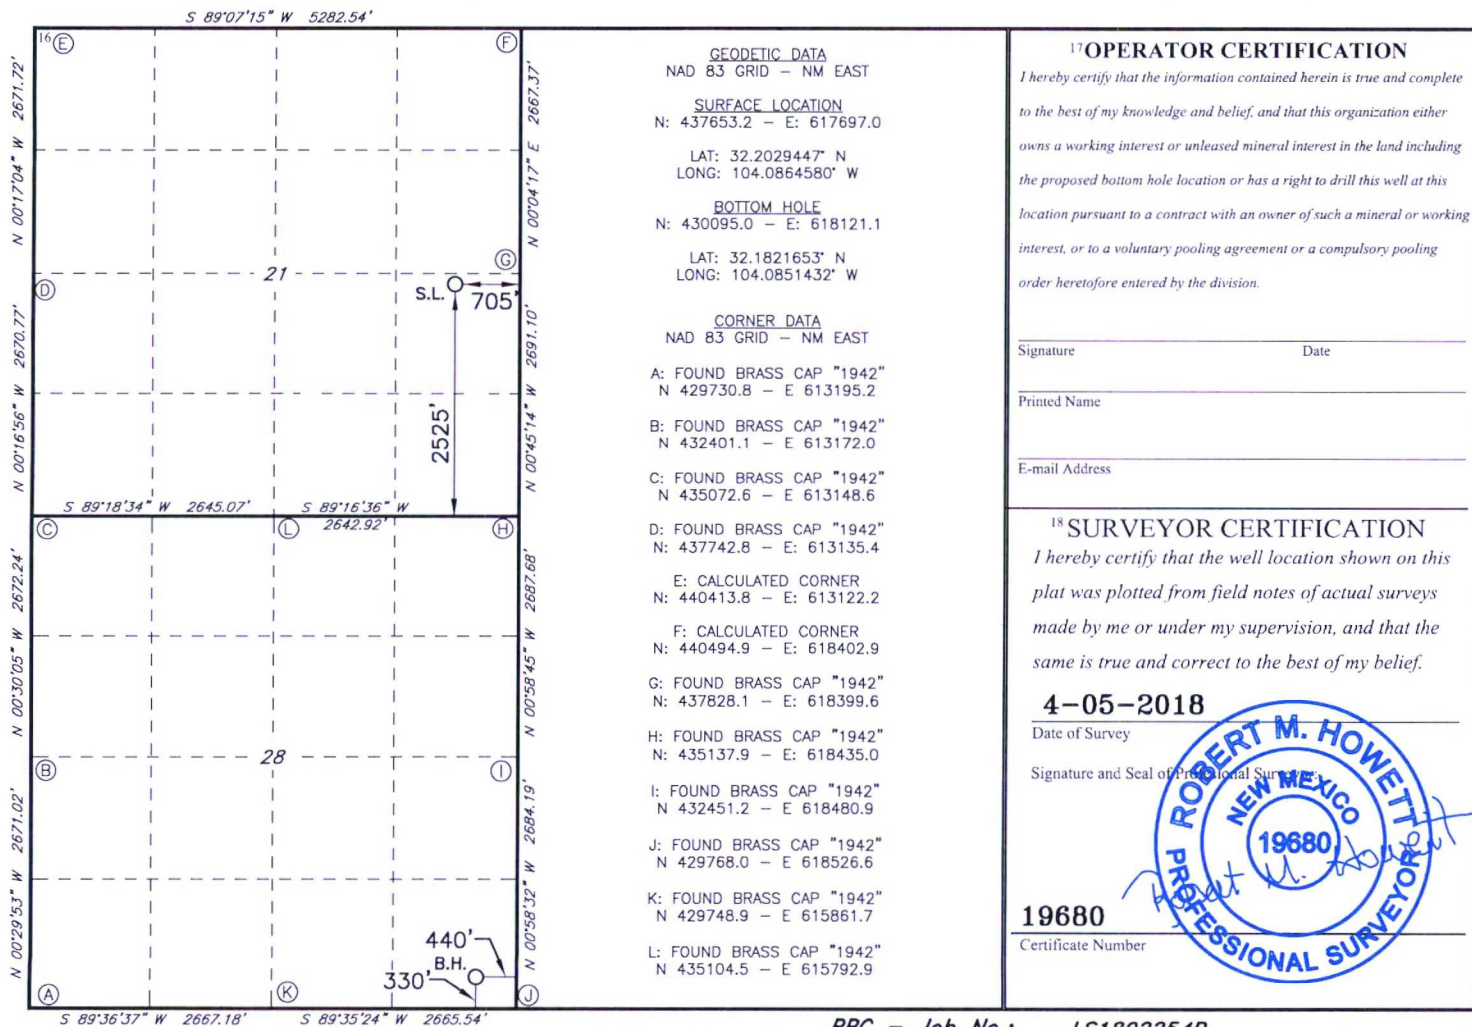 S 89°07'15" W 5282.54'
16
E
F
N 00°17'04" W 2671.72'
N 00°04'17" E 2667.37'
D
21
G
S.L.
705'
2525'
N 00°16'56" W 2670.77'
N 00°45'14" W 2691.10'
S 89°18'34" W 2645.07'
S 89°16'36" W
2642.92'
C
L
H
N 00°30'05" W 2672.24'
N 00°58'45" W 2687.68'
B
28
I
N 00°29'53" W 2671.02'
N 00°58'32" W 2684.19'
440'
B.H.
330'
A
K
J
S 89°36'37" W 2667.18'
S 89°35'24" W 2665.54'
GEODETIC DATA
NAD 83 GRID – NM EAST
SURFACE LOCATION
N: 437653.2 – E: 617697.0
LAT: 32.2029447° N
LONG: 104.0864580° W
BOTTOM HOLE
N: 430095.0 – E: 618121.1
LAT: 32.1821653° N
LONG: 104.0851432° W
CORNER DATA
NAD 83 GRID – NM EAST
A: FOUND BRASS CAP "1942"
N 429730.8 – E 613195.2
B: FOUND BRASS CAP "1942"
N 432401.1 – E 613172.0
C: FOUND BRASS CAP "1942"
N 435072.6 – E 613148.6
D: FOUND BRASS CAP "1942"
N: 437742.8 – E: 613135.4
E: CALCULATED CORNER
N: 440413.8 – E: 613122.2
F: CALCULATED CORNER
N: 440494.9 – E: 618402.9
G: FOUND BRASS CAP "1942"
N: 437828.1 – E: 618399.6
H: FOUND BRASS CAP "1942"
N: 435137.9 – E: 618435.0
I: FOUND BRASS CAP "1942"
N 432451.2 – E 618480.9
J: FOUND BRASS CAP "1942"
N 429768.0 – E 618526.6
K: FOUND BRASS CAP "1942"
N 429748.9 – E 615861.7
L: FOUND BRASS CAP "1942"
N 435104.5 – E 615792.9
17 OPERATOR CERTIFICATION
I hereby certify that the information contained herein is true and complete
to the best of my knowledge and belief, and that this organization either
owns a working interest or unleased mineral interest in the land including
the proposed bottom hole location or has a right to drill this well at this
location pursuant to a contract with an owner of such a mineral or working
interest, or to a voluntary pooling agreement or a compulsory pooling
order heretofore entered by the division.
Signature Date
Printed Name
E-mail Address
18 SURVEYOR CERTIFICATION
I hereby certify that the well location shown on this
plat was plotted from field notes of actual surveys
made by me or under my supervision, and that the
same is true and correct to the best of my belief.
4-05-2018
Date of Survey
Signature and Seal of Professional Surveyor:
ROBERT M. HOWETT
NEW MEXICO
19680
PROFESSIONAL SURVEYOR
Robert M. Howett
19680
Certificate Number